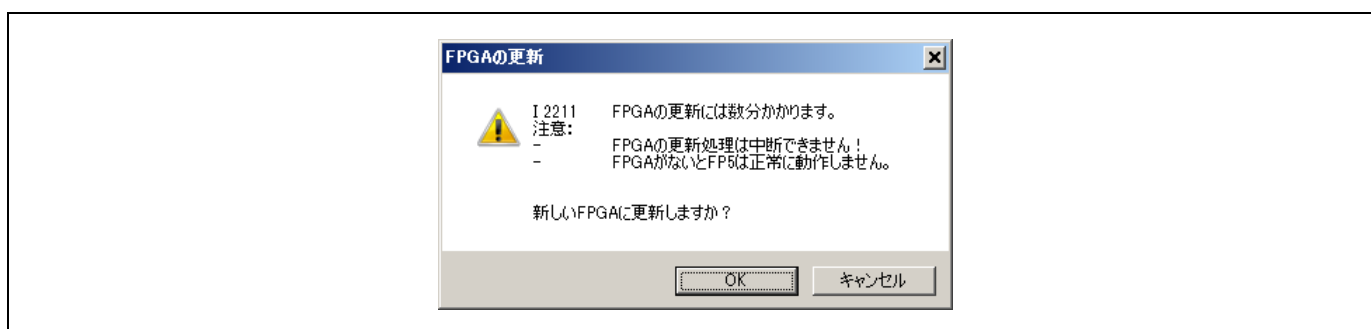 FPGAの更新
I 2211 FPGAの更新には数分かかります。
注意:
- FPGAの更新処理は中断できません!
- FPGAがないとFP5は正常に動作しません。
新しいFPGAに更新しますか?
OK キャンセル